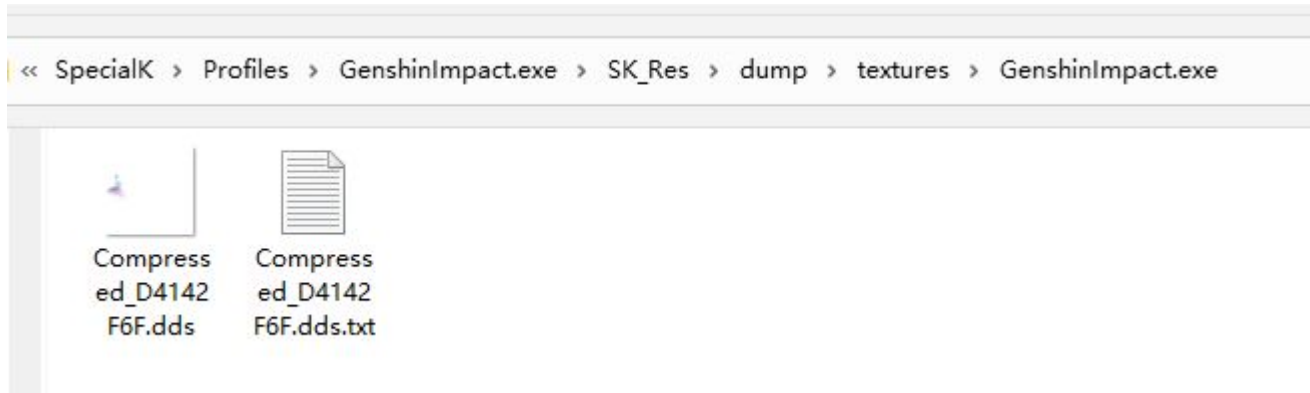 « SpecialK > Profiles > GenshinImpact.exe > SK_Res > dump > textures > GenshinImpact.exe
Compress
ed_D4142
F6F.dds
Compress
ed_D4142
F6F.dds.txt